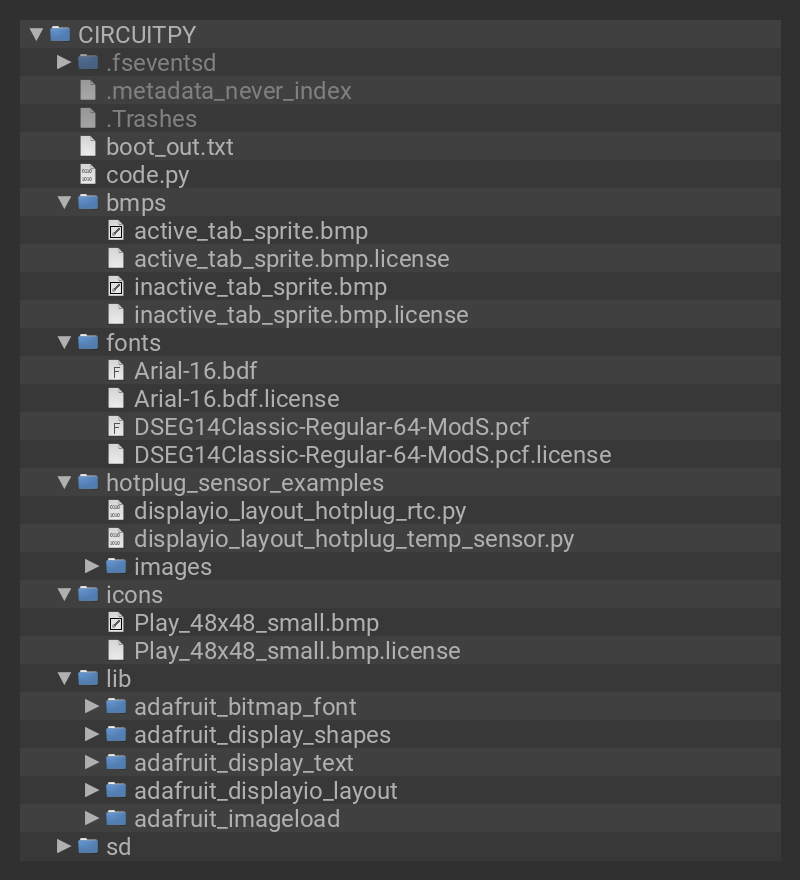 CIRCUITPY
.fseventsd
.metadata_never_index
.Trashes
boot_out.txt
code.py
bmps
active_tab_sprite.bmp
active_tab_sprite.bmp.license
inactive_tab_sprite.bmp
inactive_tab_sprite.bmp.license
fonts
Arial-16.bdf
Arial-16.bdf.license
DSEG14Classic-Regular-64-ModS.pcf
DSEG14Classic-Regular-64-ModS.pcf.license
hotplug_sensor_examples
displayio_layout_hotplug_rtc.py
displayio_layout_hotplug_temp_sensor.py
images
icons
Play_48x48_small.bmp
Play_48x48_small.bmp.license
lib
adafruit_bitmap_font
adafruit_display_shapes
adafruit_display_text
adafruit_displayio_layout
adafruit_imageload
sd